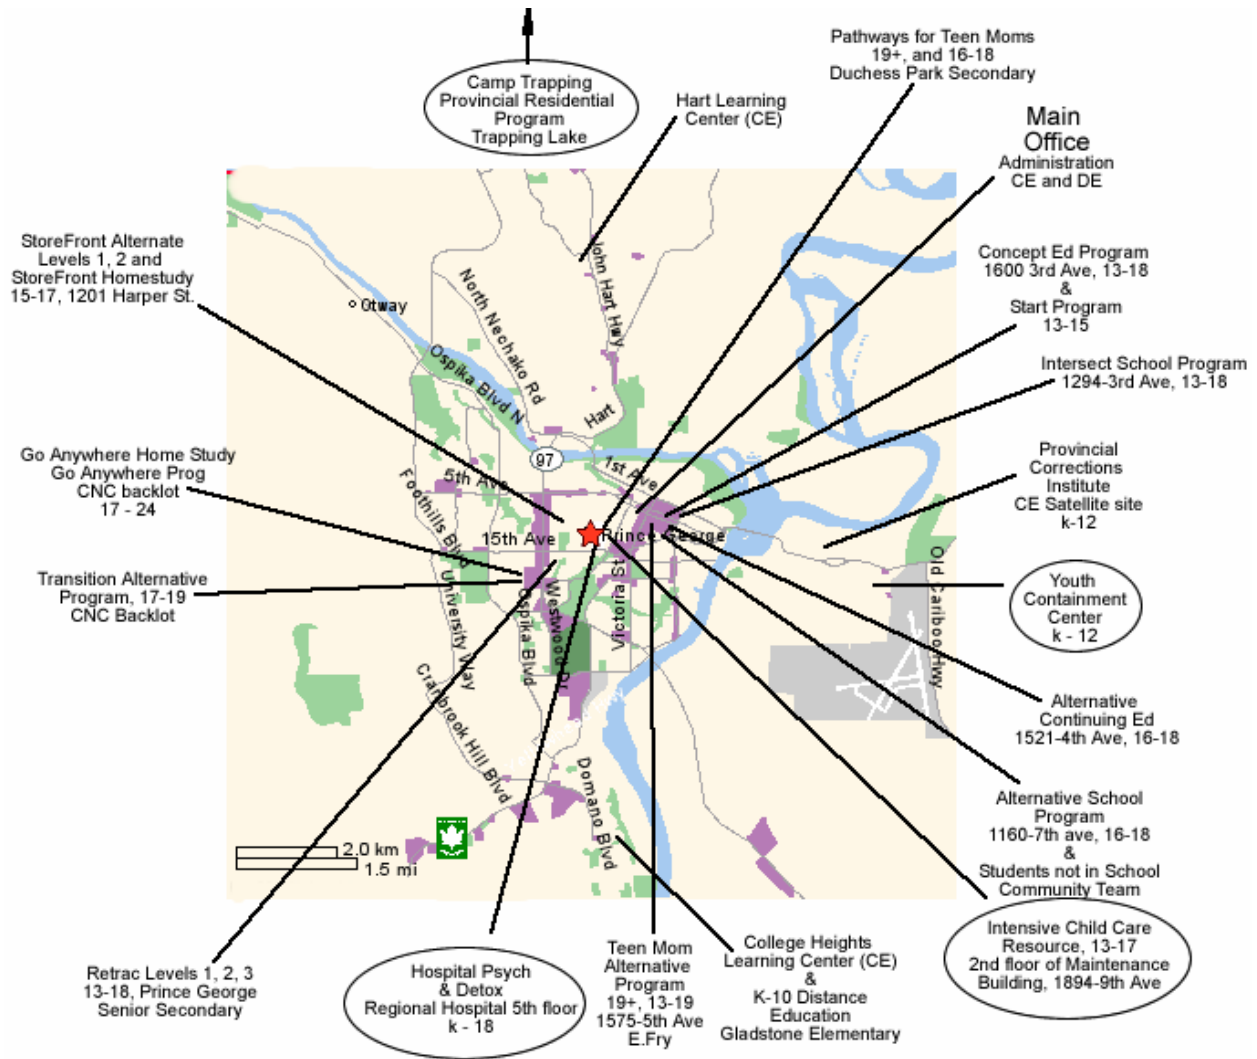 Camp Trapping
Provincial Residential
Program
Trapping Lake
Hart Learning
Center (CE)
Pathways for Teen Moms
19+, and 16-18
Duchess Park Secondary
Main
Office
Administration
CE and DE
StoreFront Alternate
Levels 1, 2 and
StoreFront Homestudy
15-17, 1201 Harper St.
Concept Ed Program
1600 3rd Ave, 13-18
&
Start Program
13-15
Intersect School Program
1294-3rd Ave, 13-18
Go Anywhere Home Study
Go Anywhere Prog
CNC backlot
17 - 24
Provincial
Corrections
Institute
CE Satellite site
k-12
Transition Alternative
Program, 17-19
CNC Backlot
Youth
Containment
Center
k - 12
Alternative
Continuing Ed
1521-4th Ave, 16-18
Alternative School
Program
1160-7th ave, 16-18
&
Students not in School
Community Team
Intensive Child Care
Resource, 13-17
2nd floor of Maintenance
Building, 1894-9th Ave
Retrac Levels 1, 2, 3
13-18, Prince George
Senior Secondary
Hospital Psych
& Detox
Regional Hospital 5th floor
k - 18
Teen Mom
Alternative
Program
19+, 13-19
1575-5th Ave
E.Fry
College Heights
Learning Center (CE)
&
K-10 Distance
Education
Gladstone Elementary
Otway
North Nechako Rd
John Hart Hwy
Hart
Ospika Blvd N
97
1st Ave
5th Ave
Foothills Blvd
15th Ave
Prince George
University Way
Ospika Blvd
Westwood Dr
Victoria St
Old Cariboo Hwy
Cranbrook Hill Blvd
Domano Blvd
2.0 km
1.5 mi